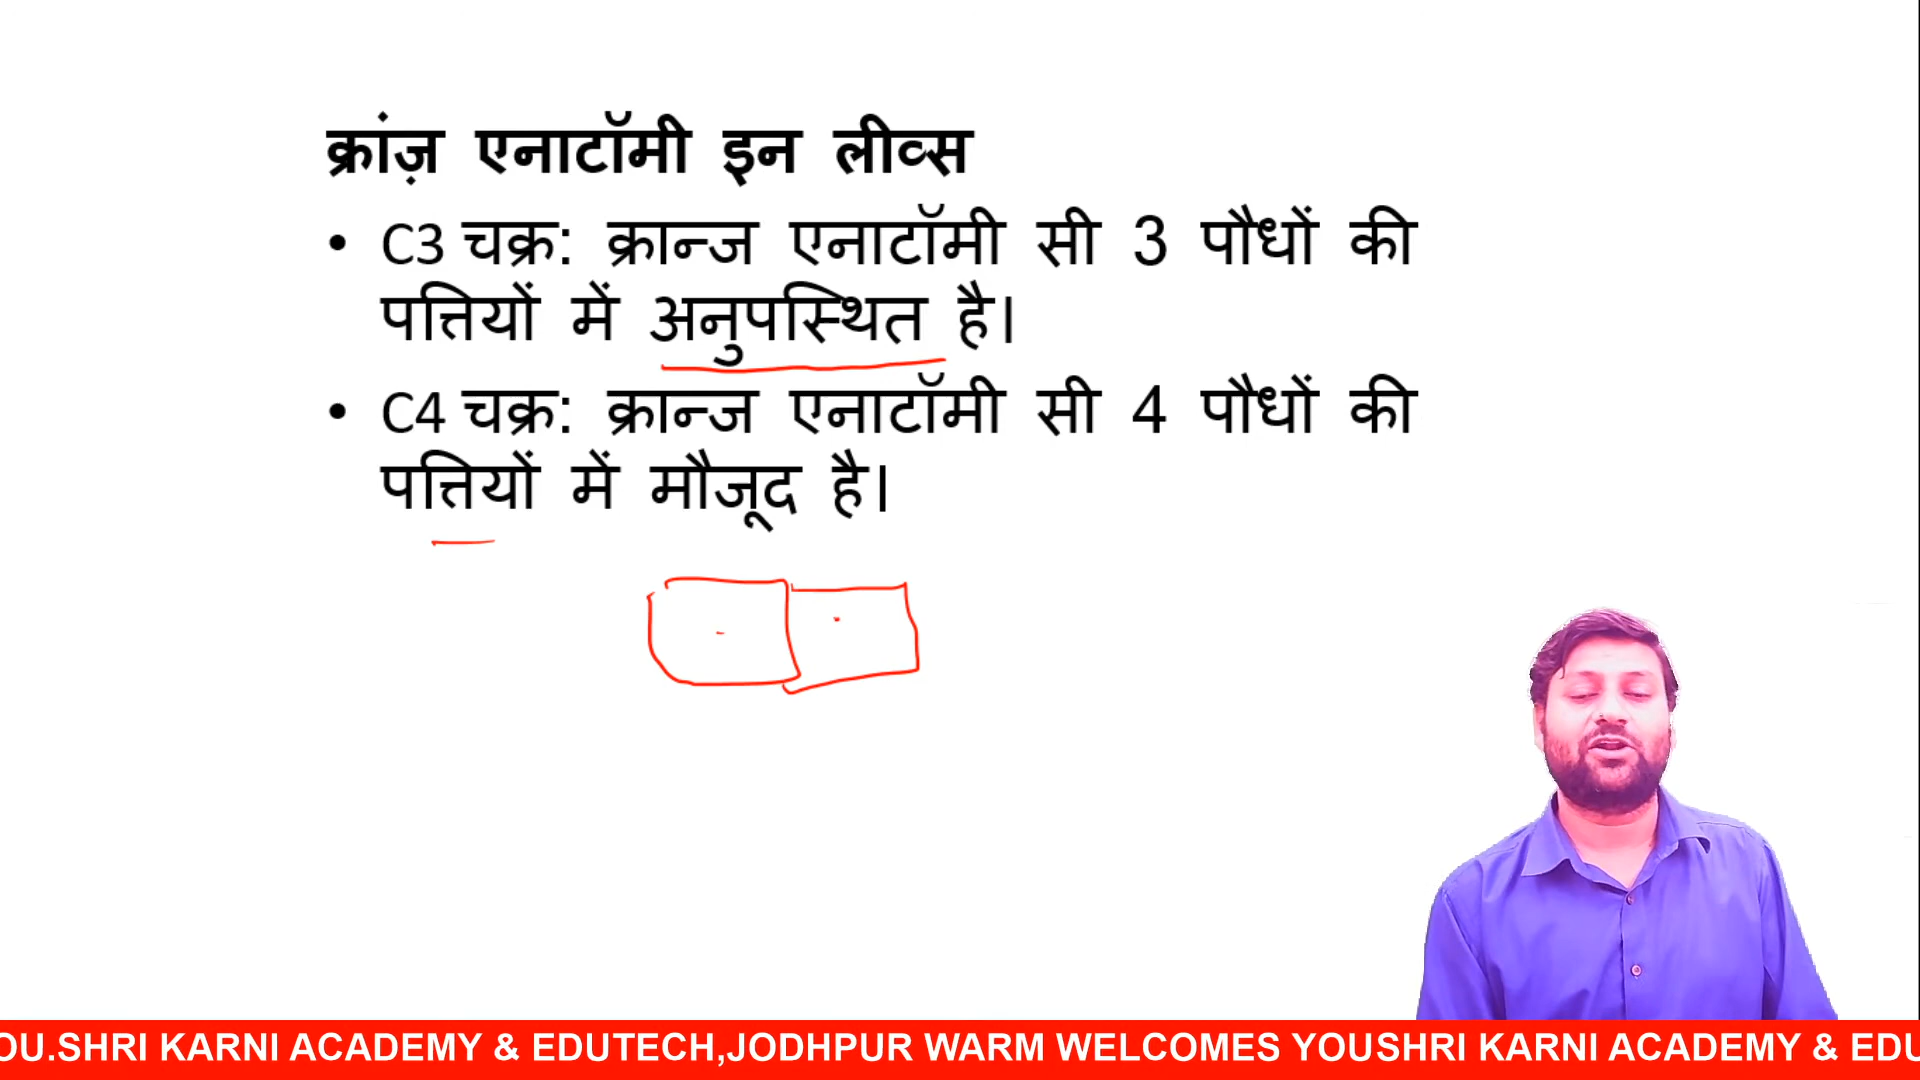 क्रांज़ एनाटॉमी इन लीव्स
• C3 चक्र: क्रान्ज एनाटॉमी सी 3 पौधों की
पत्तियों में अनुपस्थित है।
• C4 चक्र: क्रान्ज एनाटॉमी सी 4 पौधों की
पत्तियों में मौजूद है।
OU.SHRI KARNI ACADEMY & EDUTECH,JODHPUR WARM WELCOMES YOUSHRI KARNI ACADEMY & EDU